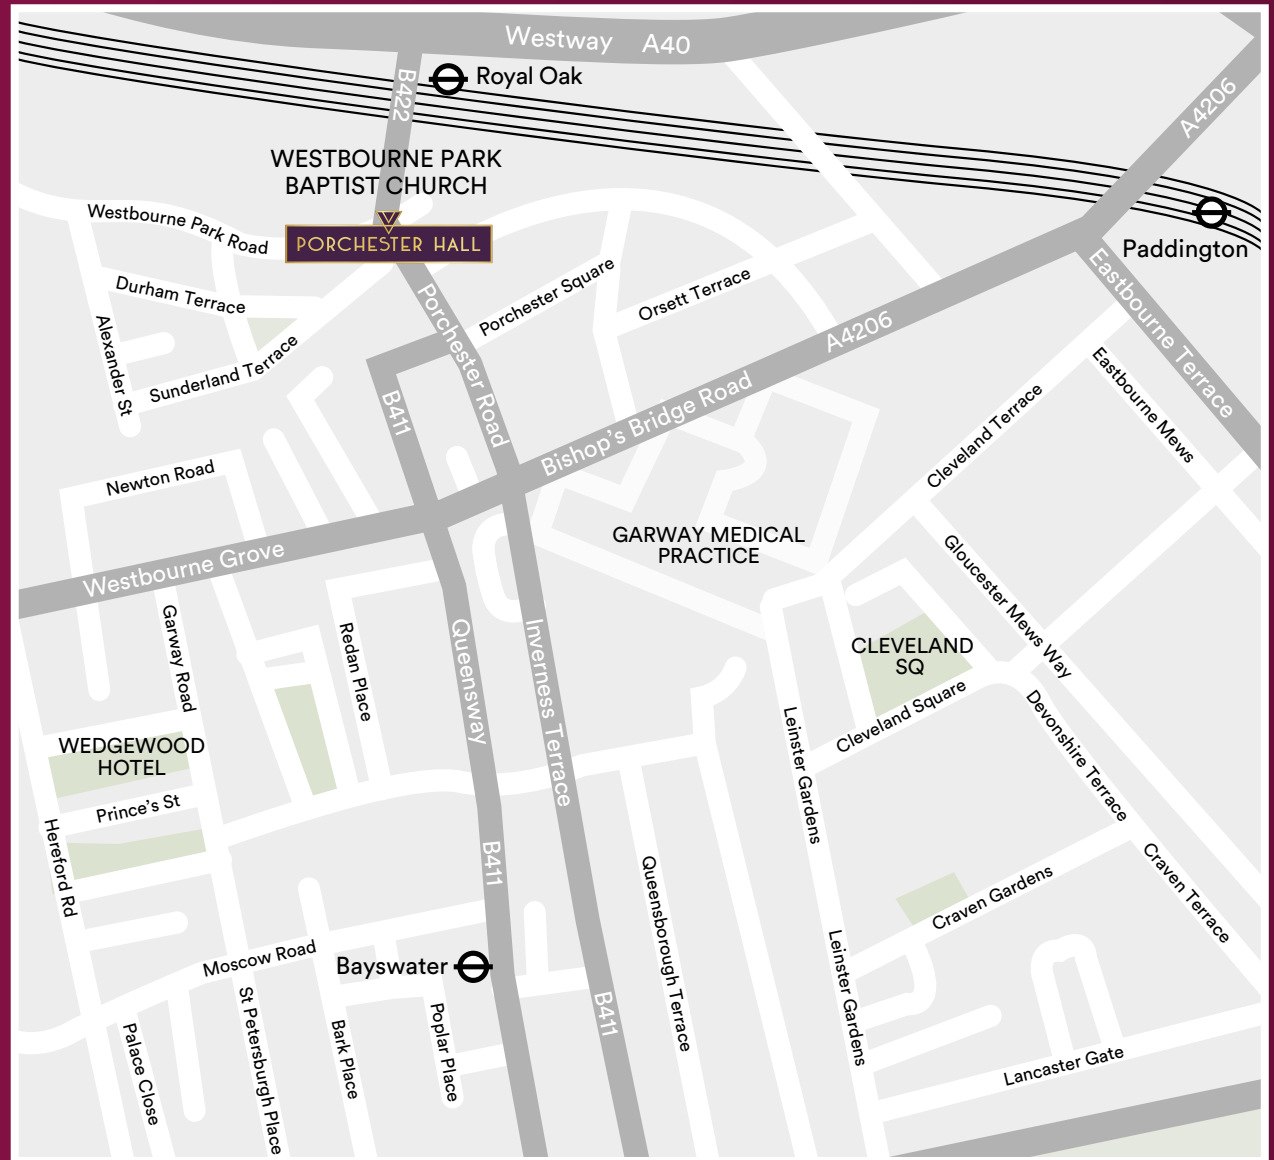 Westway A40
B422
Royal Oak
A4206
WESTBOURNE PARK
BAPTIST CHURCH
Westbourne Park Road
PORCHESTER HALL
Paddington
Durham Terrace
Porchester Square
Orsett Terrace
Eastbourne Terrace
Alexander St
Sunderland Terrace
Porchester Road
A4206
Eastbourne Mews
B411
Bishop's Bridge Road
Cleveland Terrace
Newton Road
GARWAY MEDICAL
PRACTICE
Westbourne Grove
Gloucester Mews Way
Garway Road
Redan Place
Queensway
Inverness Terrace
CLEVELAND
SQ
Cleveland Square
Leinster Gardens
Devonshire Terrace
WEDGEWOOD
HOTEL
Prince's St
Hereford Rd
B411
Queensborough Terrace
Craven Gardens
Craven Terrace
Moscow Road
Bayswater
Leinster Gardens
B411
Palace Close
St Petersburgh Place
Bark Place
Poplar Place
Lancaster Gate